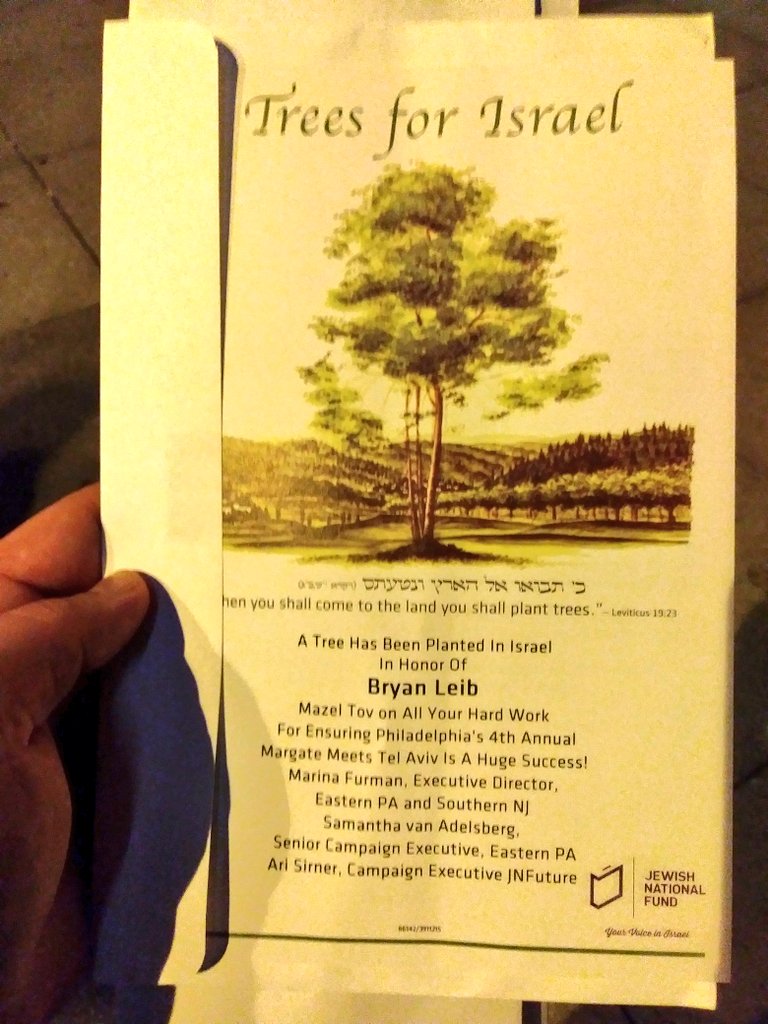 Trees for Israel
כי תבואו אל הארץ ונטעתם
hen you shall come to the land you shall plant trees." – Leviticus 19:23
A Tree Has Been Planted In Israel
In Honor Of
Bryan Leib
Mazel Tov on All Your Hard Work
For Ensuring Philadelphia's 4th Annual
Margate Meets Tel Aviv Is A Huge Success!
Marina Furman, Executive Director,
Eastern PA and Southern NJ
Samantha van Adelsberg,
Senior Campaign Executive, Eastern PA
Ari Sirner, Campaign Executive JNFuture
JEWISH
NATIONAL
FUND
Your Voice in Israel